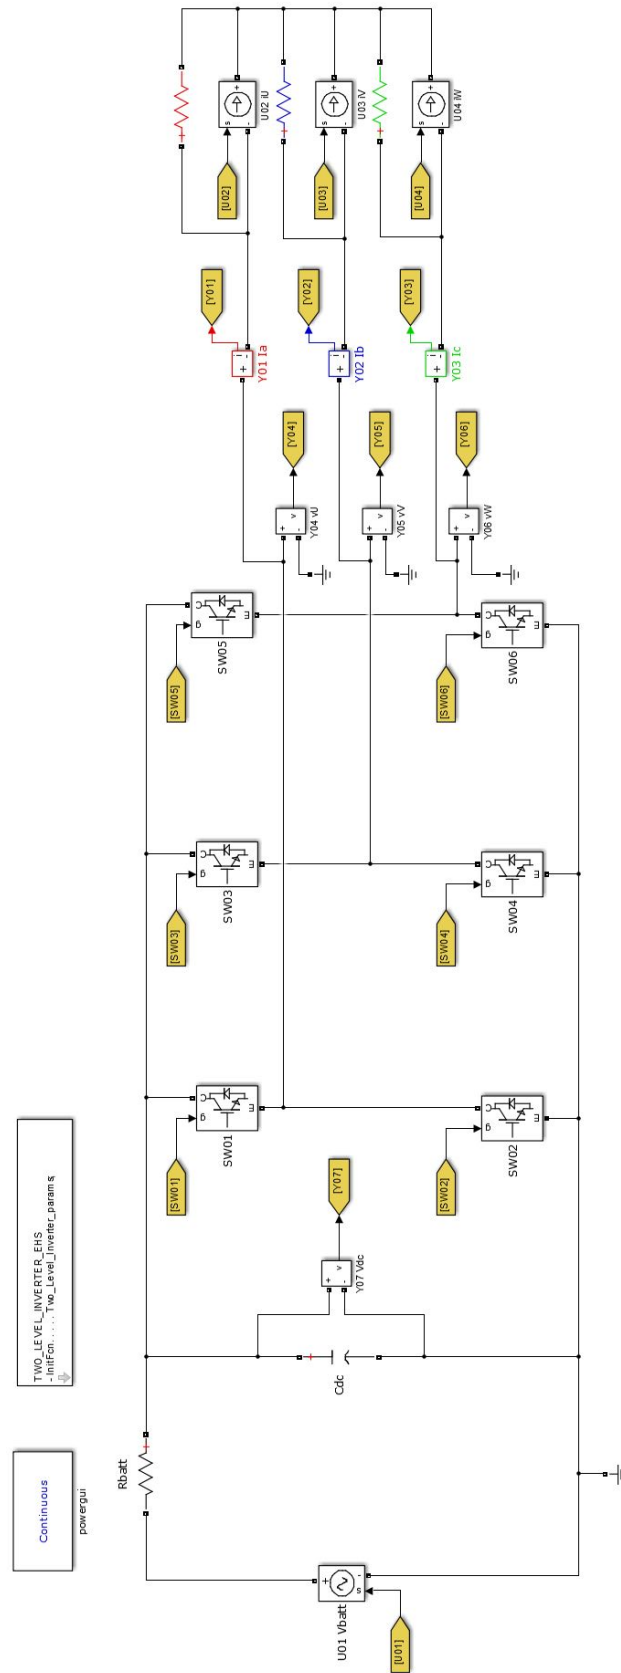 Continuous
powergui
TWO_LEVEL_INVERTER_EHS
- InitFcn..... Two_Level_Inverter_params
U01 Vbatt
+
-
s
[U01]
Rbatt
+
Cdc
+
Y07 Vdc
+
-
v
[Y07]
[SW01]
g
C
E
SW01
[SW03]
g
C
E
SW03
[SW05]
g
C
E
SW05
[SW02]
g
C
E
SW02
[SW04]
g
C
E
SW04
[SW06]
g
C
E
SW06
Y04 vU
+
-
v
[Y04]
Y05 vV
+
-
v
[Y05]
Y06 vW
+
-
v
[Y06]
Y01 Ia
+
-
i
[Y01]
Y02 Ib
+
-
i
[Y02]
Y03 Ic
+
-
i
[Y03]
[U02]
s
-
+
U02 iU
+
[U03]
s
-
+
U03 iV
+
[U04]
s
-
+
U04 iW
+